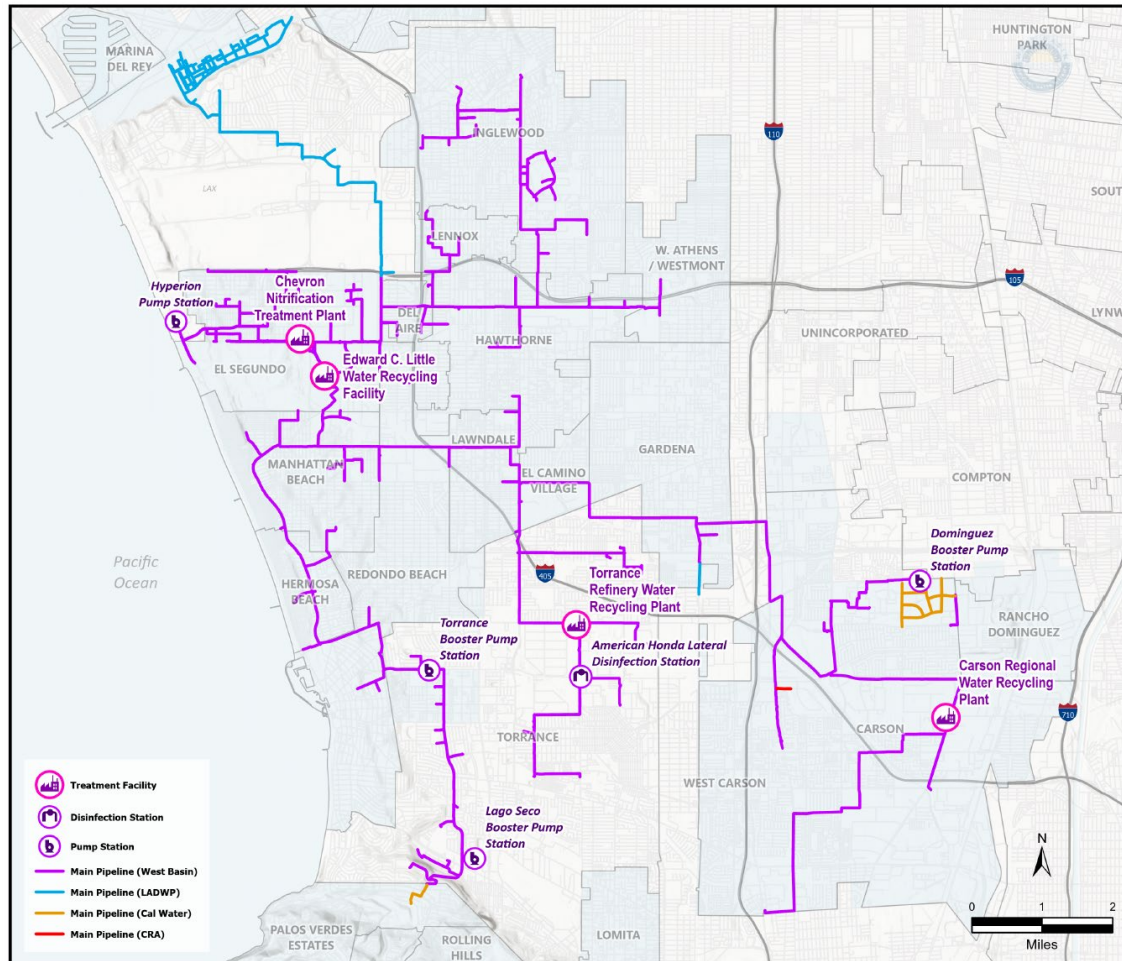 MARINA
DEL REY
HUNTINGTON
PARK
110
INGLEWOOD
LAX
SOUT
LENNOX
W. ATHENS
/ WESTMONT
Hyperion
Pump Station
Chevron
Nitrification
Treatment Plant
105
LYNW
DEL
AIRE
HAWTHORNE
UNINCORPORATED
EL SEGUNDO
Edward C. Little
Water Recycling
Facility
LAWNDALE
GARDENA
MANHATTAN
BEACH
EL CAMINO
VILLAGE
COMPTON
Pacific
Ocean
HERMOSA
BEACH
REDONDO BEACH
405
Torrance
Refinery Water
Recycling Plant
Dominguez
Booster Pump
Station
RANCHO
DOMINGUEZ
Torrance
Booster Pump
Station
American Honda Lateral
Disinfection Station
Carson Regional
Water Recycling
Plant
710
TORRANCE
CARSON
WEST CARSON
Lago Seco
Booster Pump
Station
Treatment Facility
Disinfection Station
Pump Station
Main Pipeline (West Basin)
Main Pipeline (LADWP)
Main Pipeline (Cal Water)
Main Pipeline (CRA)
PALOS VERDES
ESTATES
ROLLING
HILLS
LOMITA
N
0 1 2
Miles